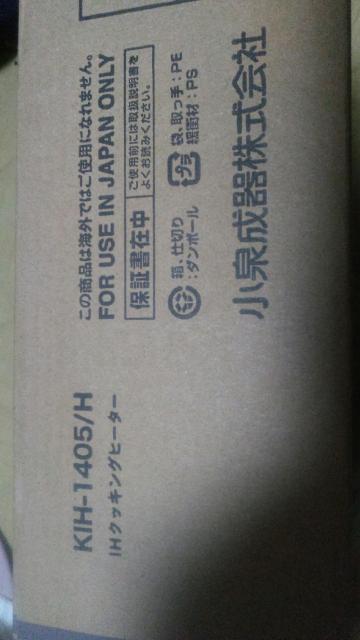 KIH-1405/H
IHクッキングヒーター
この商品は海外ではご使用になれません。
FOR USE IN JAPAN ONLY
保証書在中
ご使用前には取扱説明書を
よくお読みください。
箱、仕切り
:ダンボール
プラ
袋、取っ手:PE
緩衝材:PS
小泉成器株式会社